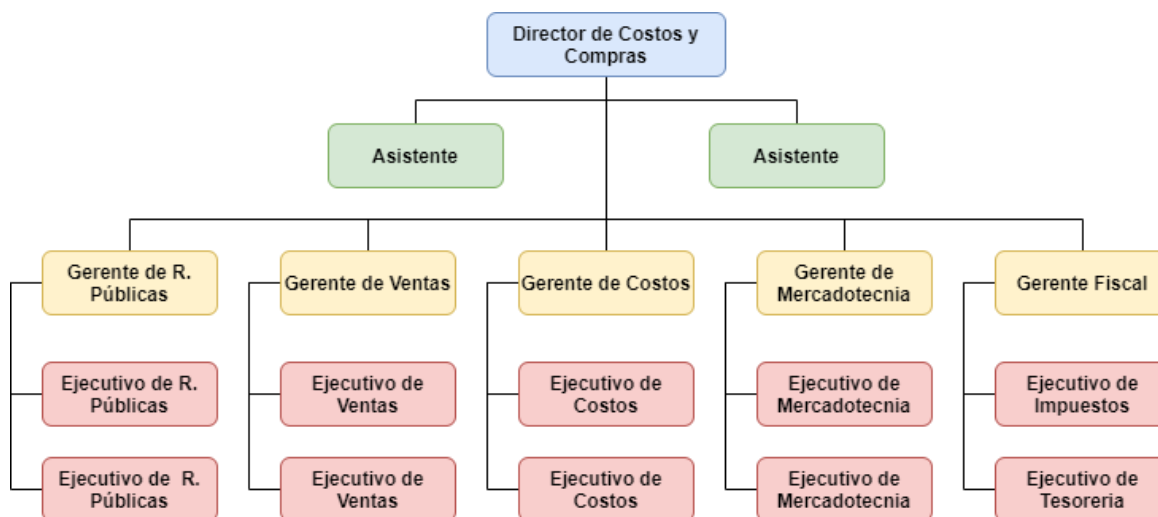 Director de Costos y
Compras
Asistente
Asistente
Gerente de R.
Públicas
Gerente de Ventas
Gerente de Costos
Gerente de
Mercadotecnia
Gerente Fiscal
Ejecutivo de R.
Públicas
Ejecutivo de
Ventas
Ejecutivo de
Costos
Ejecutivo de
Mercadotecnia
Ejecutivo de
Impuestos
Ejecutivo de R.
Públicas
Ejecutivo de
Ventas
Ejecutivo de
Costos
Ejecutivo de
Mercadotecnia
Ejecutivo de
Tesoreria